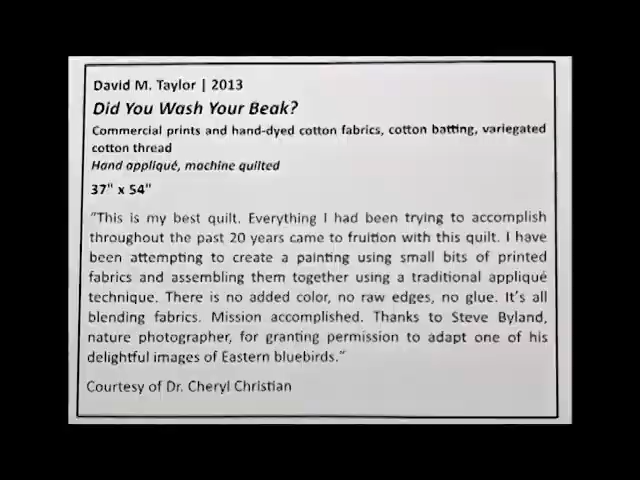 David M. Taylor | 2013
Did You Wash Your Beak?
Commercial prints and hand-dyed cotton fabrics, cotton batting, variegated
cotton thread
Hand appliqué, machine quilted
37" x 54"
"This is my best quilt. Everything I had been trying to accomplish
throughout the past 20 years came to fruition with this quilt. I have
been attempting to create a painting using small bits of printed
fabrics and assembling them together using a traditional appliqué
technique. There is no added color, no raw edges, no glue. It's all
blending fabrics. Mission accomplished. Thanks to Steve Byland,
nature photographer, for granting permission to adapt one of his
delightful images of Eastern bluebirds."
Courtesy of Dr. Cheryl Christian